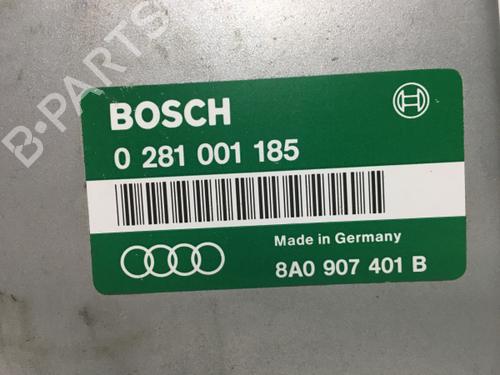 B-PARTS
BOSCH
0 281 001 185
Made in Germany
8A0 907 401 B